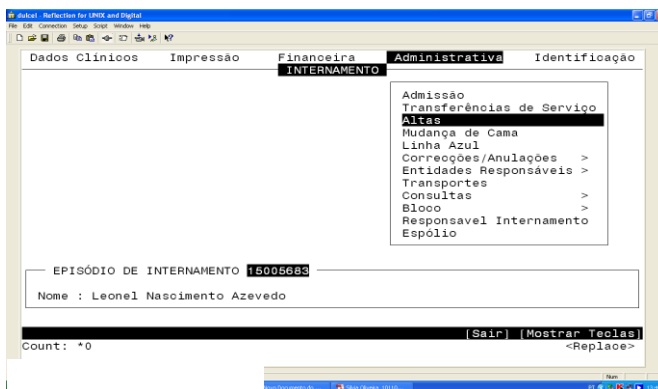 dulcel - Reflection for UNIX and Digital
File Edit Connection Setup Script Window Help
Dados Clínicos Impressão Financeira Administrativa Identificação
INTERNAMENTO
Admissão
Transferências de Serviço
Altas
Mudança de Cama
Linha Azul
Correcções/Anulações >
Entidades Responsáveis >
Transportes
Consultas >
Bloco >
Responsavel Internamento
Espólio
EPISÓDIO DE INTERNAMENTO 15005683
Nome : Leonel Nascimento Azevedo
[Sair] [Mostrar Teclas]
Count: *0 <Replace>
Num
PT